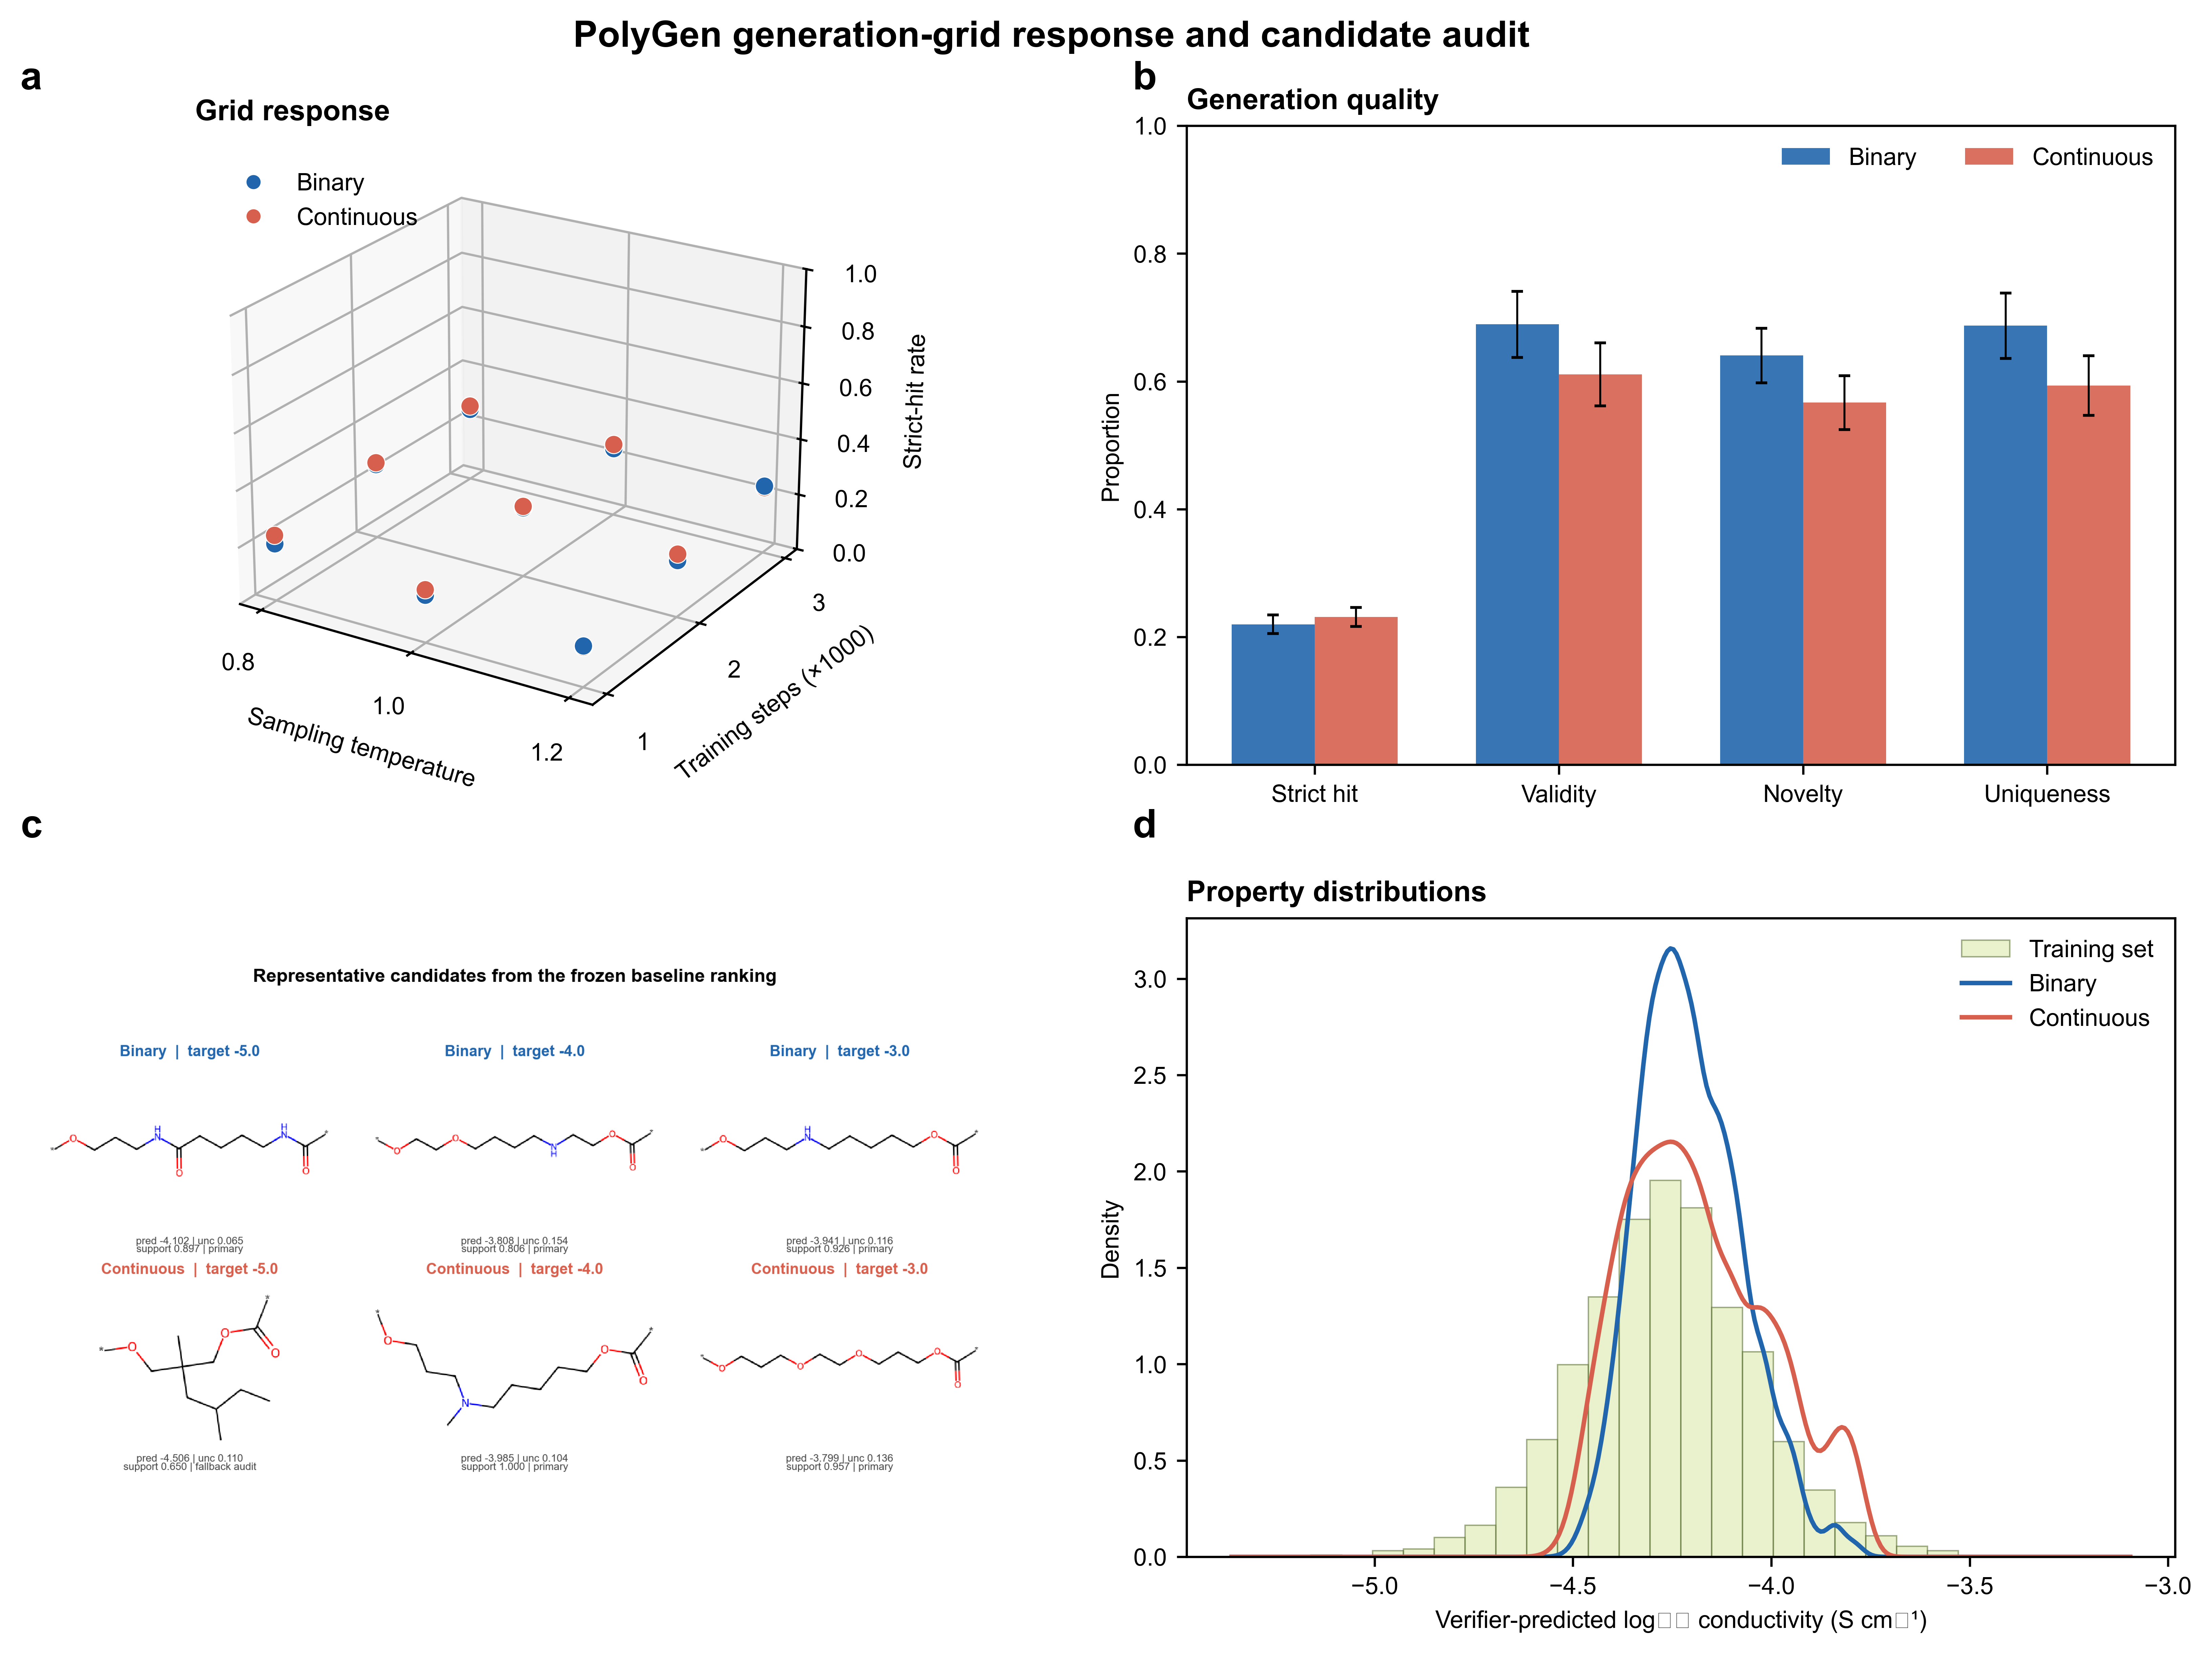 PolyGen generation-grid response and candidate audit
a
Grid response
Binary
Continuous
1.0
0.8
0.6
0.4
0.2
0.0
Strict-hit rate
0.8
1.0
1.2
Sampling temperature
1
2
3
Training steps (×1000)
b
Generation quality
Binary
Continuous
1.0
0.8
0.6
0.4
0.2
0.0
Proportion
Strict hit
Validity
Novelty
Uniqueness
c
Representative candidates from the frozen baseline ranking
Binary | target -5.0
Binary | target -4.0
Binary | target -3.0
* O N H O N H O *
* O O N H O O *
* O N H O O *
pred -4.102 | unc 0.065
support 0.897 | primary
pred -3.808 | unc 0.154
support 0.806 | primary
pred -3.941 | unc 0.116
support 0.926 | primary
Continuous | target -5.0
Continuous | target -4.0
Continuous | target -3.0
* O O O *
* O N O O *
* O O O O O *
pred -4.506 | unc 0.110
support 0.650 | fallback audit
pred -3.985 | unc 0.104
support 1.000 | primary
pred -3.799 | unc 0.136
support 0.957 | primary
d
Property distributions
Training set
Binary
Continuous
3.0
2.5
2.0
1.5
1.0
0.5
0.0
Density
−5.0
−4.5
−4.0
−3.5
−3.0
Verifier-predicted log□□ conductivity (S cm□¹)